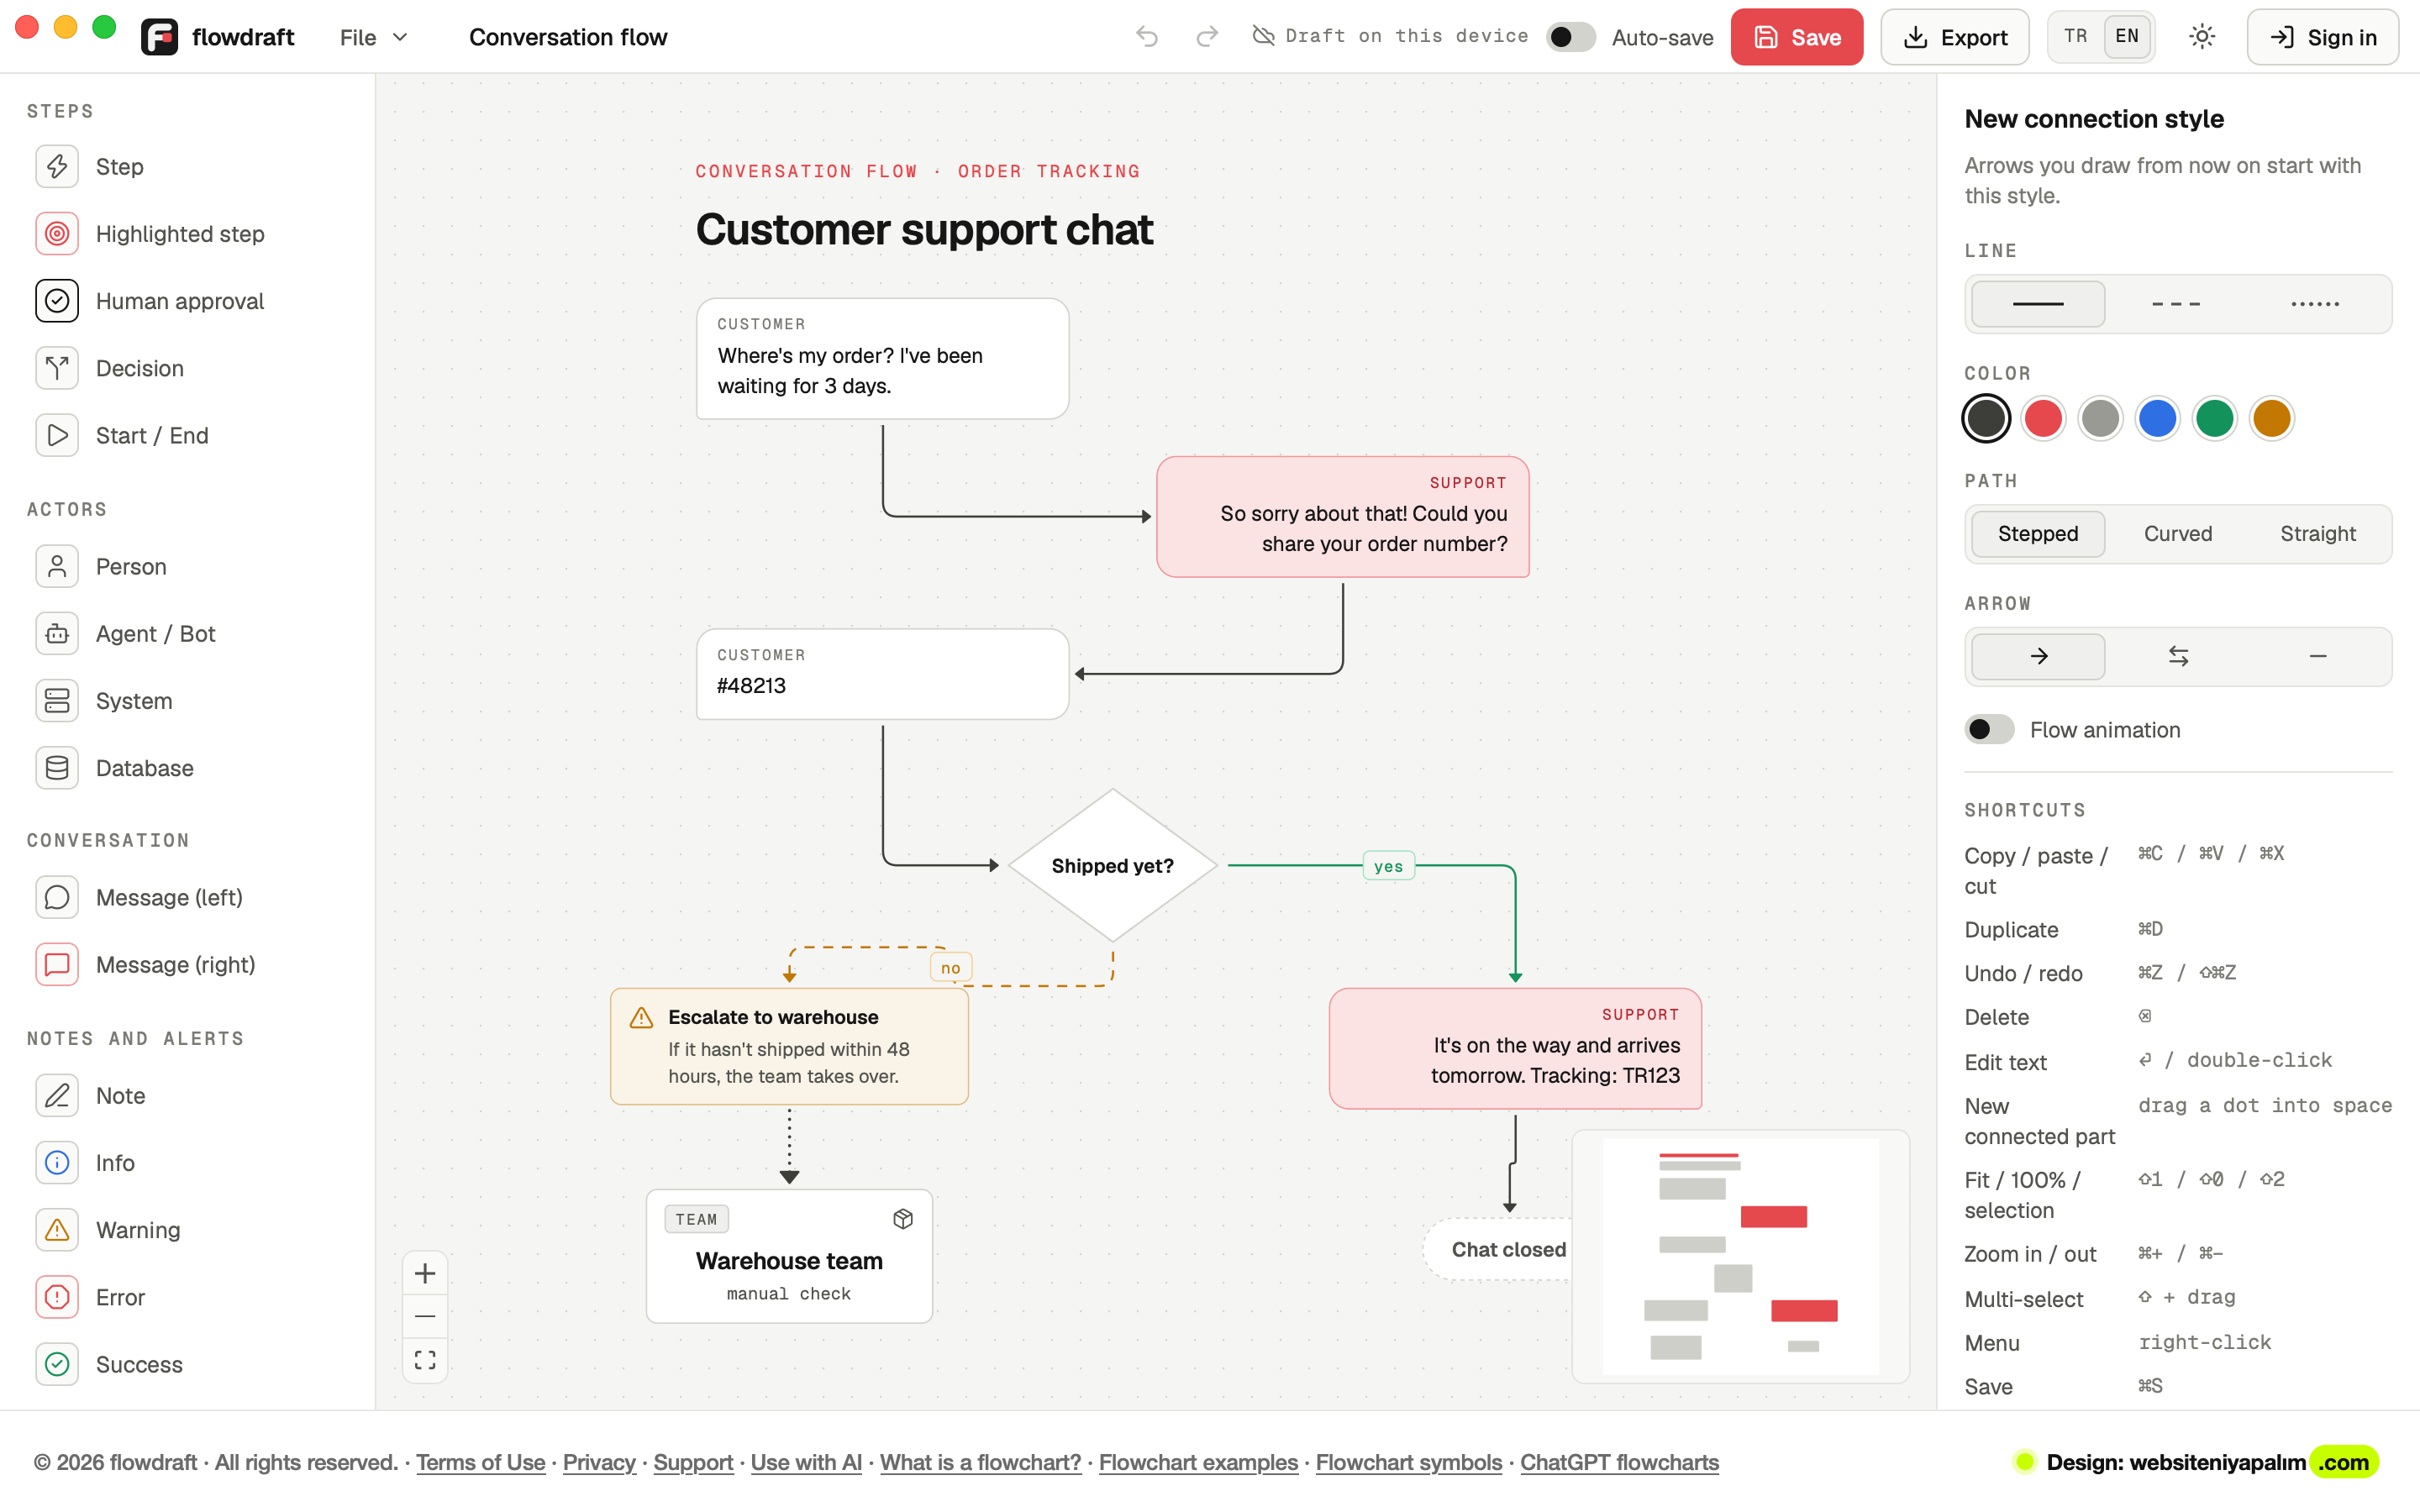 flowdraft
File
Conversation flow
Draft on this device
Auto-save
Save
Export
TR
EN
Sign in
STEPS
Step
Highlighted step
Human approval
Decision
Start / End
ACTORS
Person
Agent / Bot
System
Database
CONVERSATION
Message (left)
Message (right)
NOTES AND ALERTS
Note
Info
Warning
Error
Success
CONVERSATION FLOW · ORDER TRACKING
Customer support chat
CUSTOMER
Where's my order? I've been
waiting for 3 days.
SUPPORT
So sorry about that! Could you
share your order number?
CUSTOMER
#48213
Shipped yet?
yes
no
Escalate to warehouse
If it hasn't shipped within 48
hours, the team takes over.
SUPPORT
It's on the way and arrives
tomorrow. Tracking: TR123
TEAM
Warehouse team
manual check
Chat closed
New connection style
Arrows you draw from now on start with
this style.
LINE
COLOR
PATH
Stepped
Curved
Straight
ARROW
Flow animation
SHORTCUTS
Copy / paste / ⌘C / ⌘V / ⌘X
cut
Duplicate ⌘D
Undo / redo ⌘Z / ⇧⌘Z
Delete ⌫
Edit text ⏎ / double-click
New drag a dot into space
connected part
Fit / 100% / ⇧1 / ⇧0 / ⇧2
selection
Zoom in / out ⌘+ / ⌘−
Multi-select ⇧ + drag
Menu right-click
Save ⌘S
© 2026 flowdraft · All rights reserved. · Terms of Use · Privacy · Support · Use with AI · What is a flowchart? · Flowchart examples · Flowchart symbols · ChatGPT flowcharts
Design: websiteniyapalım .com